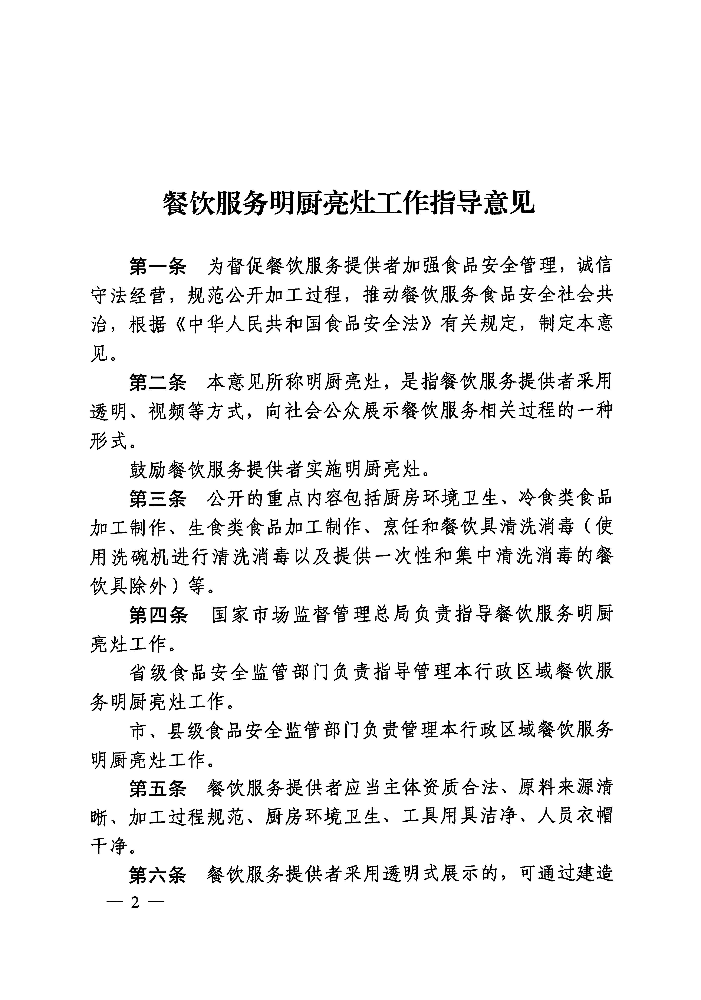 餐饮服务明厨亮灶工作指导意见
第一条　为督促餐饮服务提供者加强食品安全管理，诚信
守法经营，规范公开加工过程，推动餐饮服务食品安全社会共
治，根据《中华人民共和国食品安全法》有关规定，制定本意
见。
第二条　本意见所称明厨亮灶，是指餐饮服务提供者采用
透明、视频等方式，向社会公众展示餐饮服务相关过程的一种
形式。
鼓励餐饮服务提供者实施明厨亮灶。
第三条　公开的重点内容包括厨房环境卫生、冷食类食品
加工制作、生食类食品加工制作、烹饪和餐饮具清洗消毒（使
用洗碗机进行清洗消毒以及提供一次性和集中清洗消毒的餐
饮具除外）等。
第四条　国家市场监督管理总局负责指导餐饮服务明厨
亮灶工作。
省级食品安全监管部门负责指导管理本行政区域餐饮服
务明厨亮灶工作。
市、县级食品安全监管部门负责管理本行政区域餐饮服务
明厨亮灶工作。
第五条　餐饮服务提供者应当主体资质合法、原料来源清
晰、加工过程规范、厨房环境卫生、工具用具洁净、人员衣帽
干净。
第六条　餐饮服务提供者采用透明式展示的，可通过建造
— 2 —